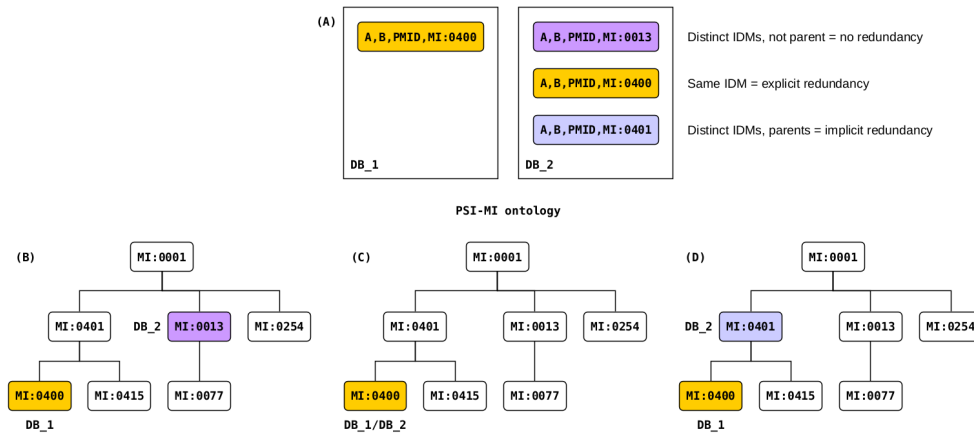 (A)
A,B,PMID,MI:0400
DB_1
A,B,PMID,MI:0013
A,B,PMID,MI:0400
A,B,PMID,MI:0401
DB_2
Distinct IDMs, not parent = no redundancy
Same IDM = explicit redundancy
Distinct IDMs, parents = implicit redundancy
PSI-MI ontology
(B)
MI:0001
MI:0401
DB_2
MI:0013
MI:0254
MI:0400
MI:0415
MI:0077
DB_1
(C)
MI:0001
MI:0401
MI:0013
MI:0254
MI:0400
MI:0415
MI:0077
DB_1/DB_2
(D)
MI:0001
DB_2
MI:0401
MI:0013
MI:0254
MI:0400
MI:0415
MI:0077
DB_1